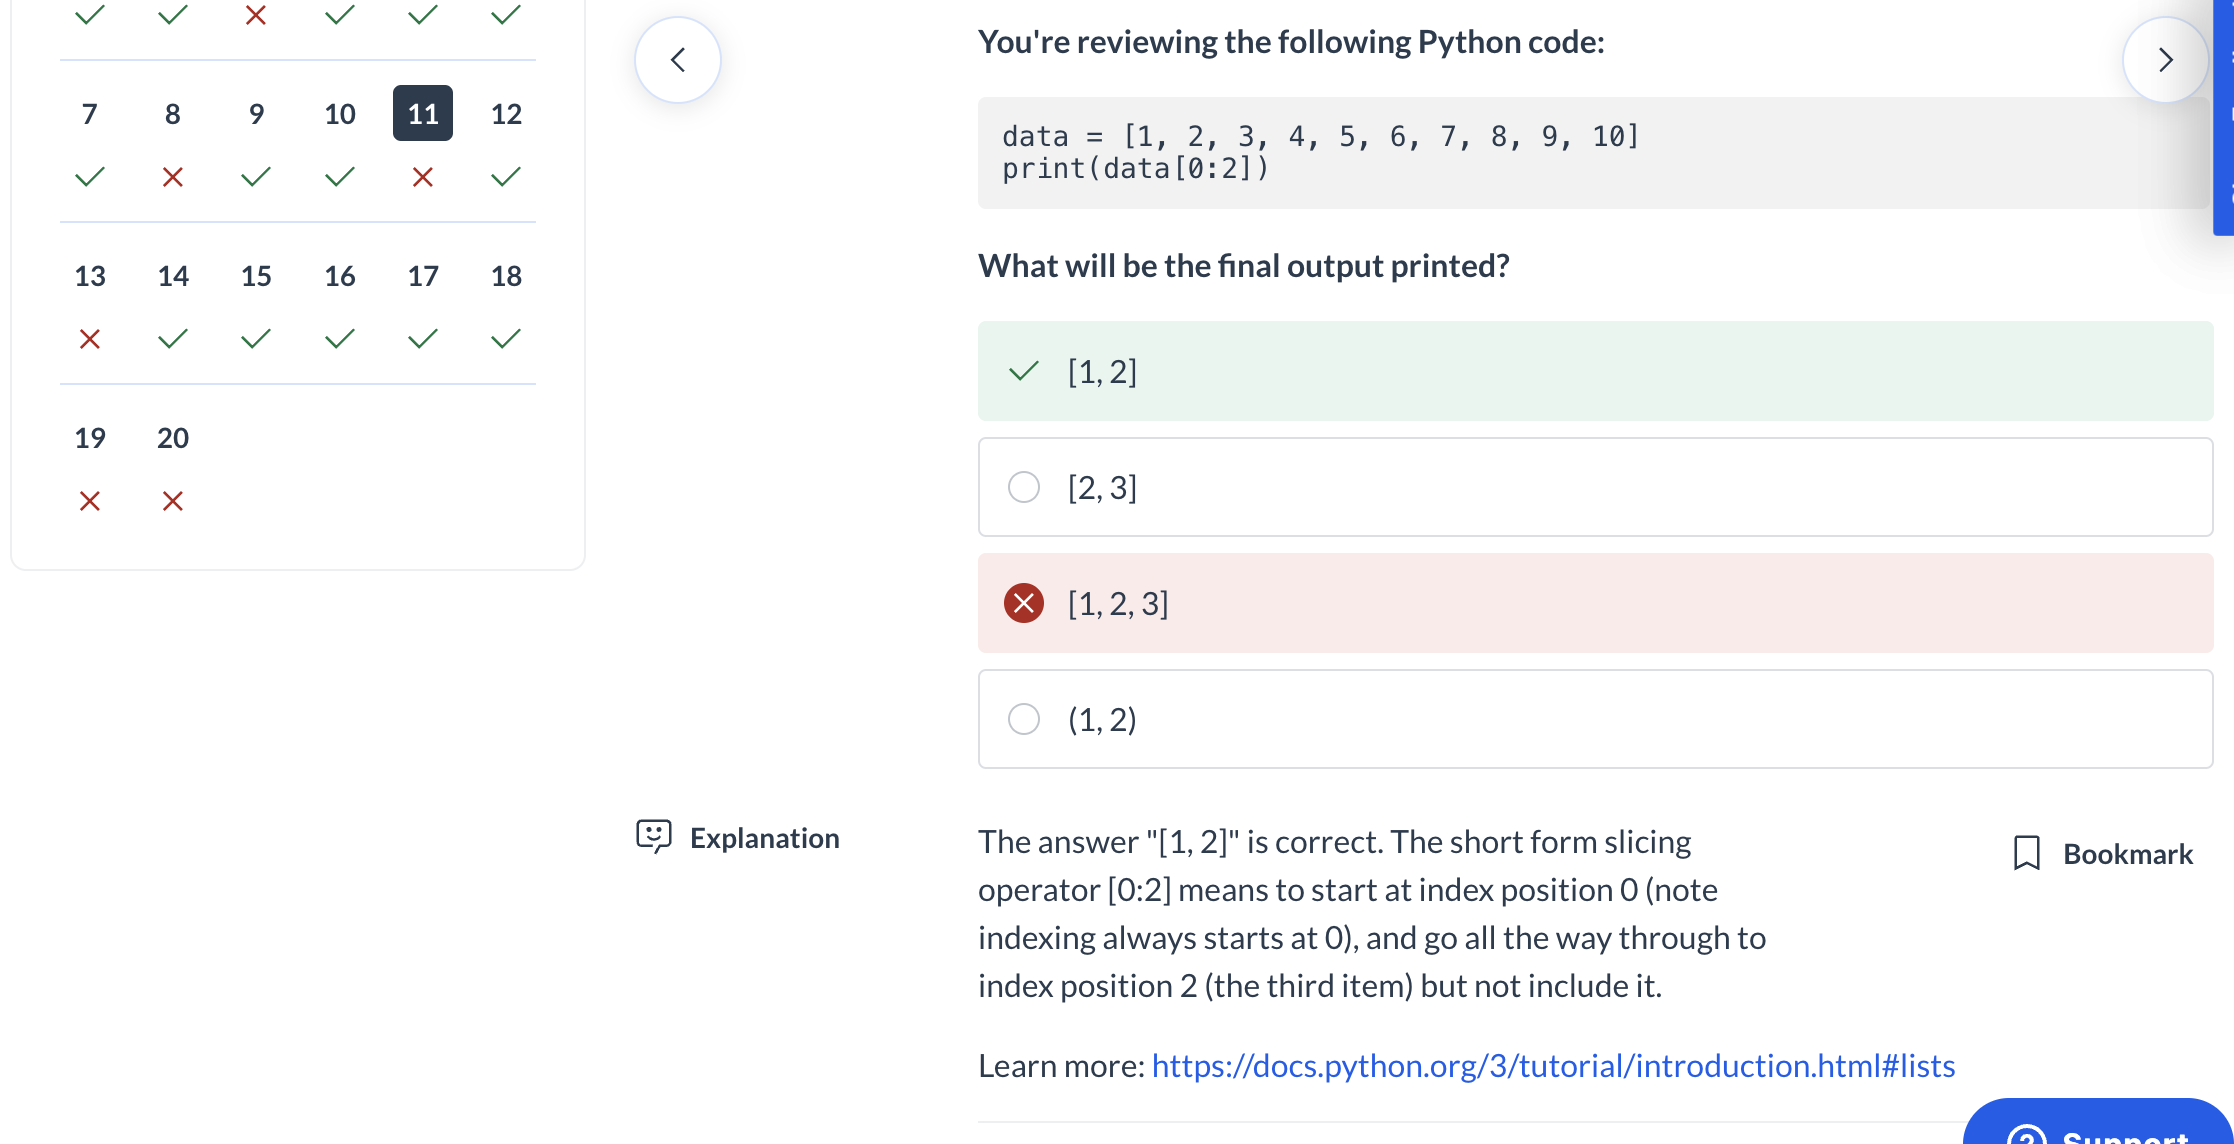 7 8 9 10 11 12
13 14 15 16 17 18
19 20
You're reviewing the following Python code:
data = [1, 2, 3, 4, 5, 6, 7, 8, 9, 10]
print(data[0:2])
What will be the final output printed?
[1, 2]
[2, 3]
[1, 2, 3]
(1, 2)
Explanation
The answer "[1, 2]" is correct. The short form slicing
operator [0:2] means to start at index position 0 (note
indexing always starts at 0), and go all the way through to
index position 2 (the third item) but not include it.
Learn more: https://docs.python.org/3/tutorial/introduction.html#lists
Bookmark
Support